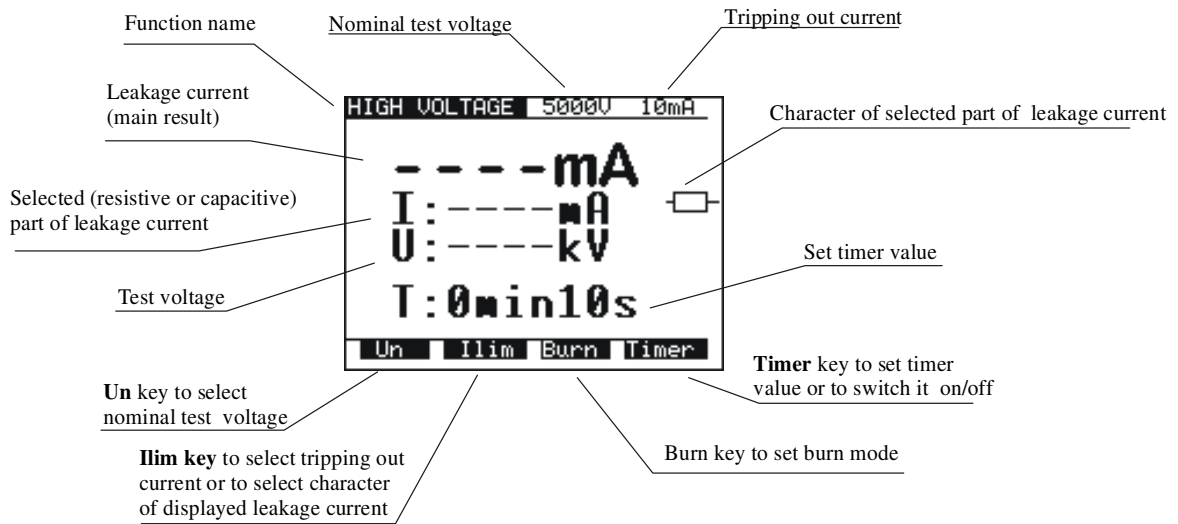 Function name
Nominal test voltage
Tripping out current
Leakage current
(main result)
HIGH VOLTAGE 5000V 10mA
Character of selected part of leakage current
----mA
Selected (resistive or capacitive)
part of leakage current
I:----mA
U:----kV
Set timer value
Test voltage
T:0min10s
Un Ilim Burn Timer
Un key to select
nominal test voltage
Timer key to set timer
value or to switch it on/off
Ilim key to select tripping out
current or to select character
of displayed leakage current
Burn key to set burn mode